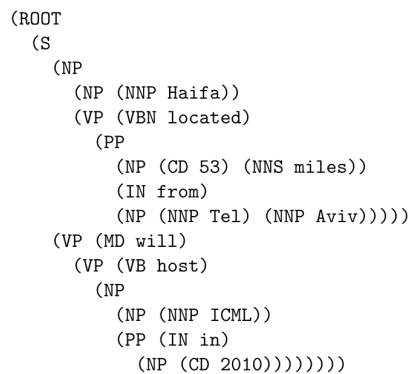 (ROOT
  (S
    (NP
      (NP (NNP Haifa))
      (VP (VBN located)
        (PP
          (NP (CD 53) (NNS miles))
          (IN from)
          (NP (NNP Tel) (NNP Aviv)))))
    (VP (MD will)
      (VP (VB host)
        (NP
          (NP (NNP ICML))
          (PP (IN in)
            (NP (CD 2010))))))))